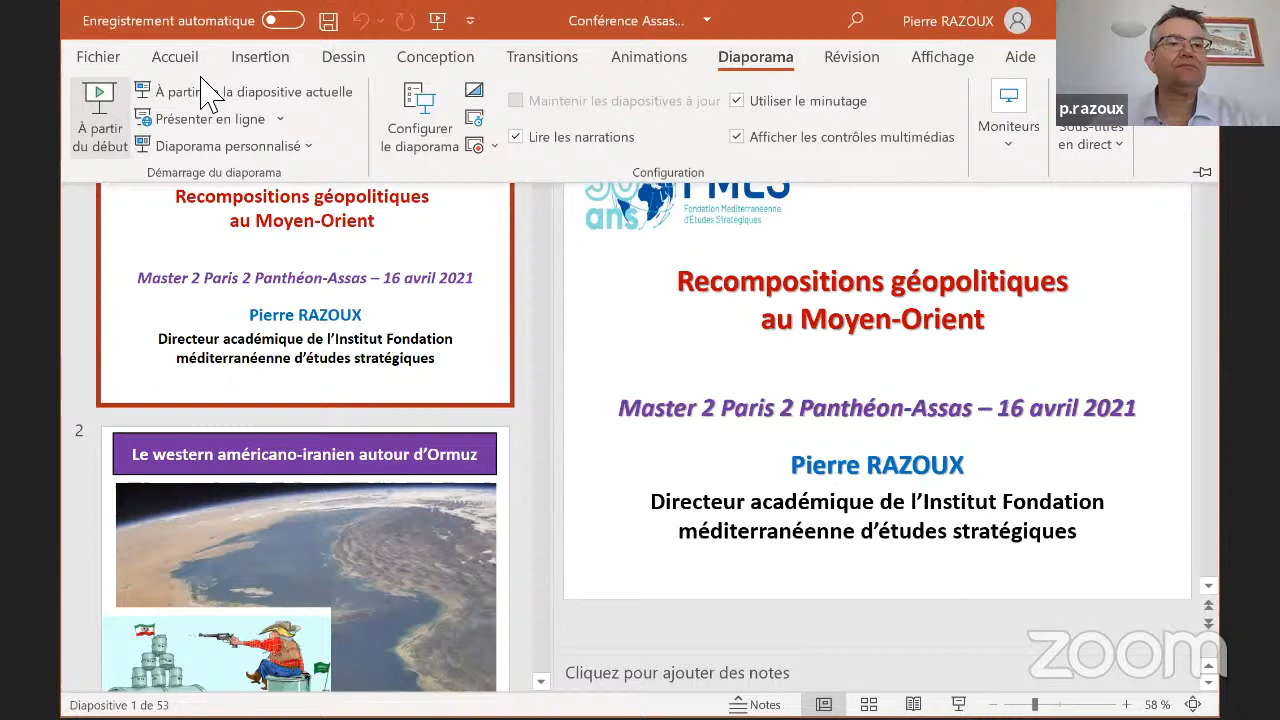 Enregistrement automatique
Conférence Assas...
Pierre RAZOUX
Fichier
Accueil
Insertion
Dessin
Conception
Transitions
Animations
Diaporama
Révision
Affichage
Aide
À partir du début
À partir la diapositive actuelle
Présenter en ligne
Diaporama personnalisé
Démarrage du diaporama
Configurer
le diaporama
Maintenir les diapositives à jour
Lire les narrations
Utiliser le minutage
Afficher les contrôles multimédias
Configuration
Moniteurs
Sous-titres
en direct
p.razoux
Recompositions géopolitiques
au Moyen-Orient
Master 2 Paris 2 Panthéon-Assas – 16 avril 2021
Pierre RAZOUX
Directeur académique de l'Institut Fondation
méditerranéenne d'études stratégiques
2
Le western américano-iranien autour d'Ormuz
ans
FMES
Fondation Méditerranéenne
d'Études Stratégiques
Recompositions géopolitiques
au Moyen-Orient
Master 2 Paris 2 Panthéon-Assas – 16 avril 2021
Pierre RAZOUX
Directeur académique de l'Institut Fondation
méditerranéenne d'études stratégiques
Cliquez pour ajouter des notes
zoom
Diapositive 1 de 53
Notes
58 %